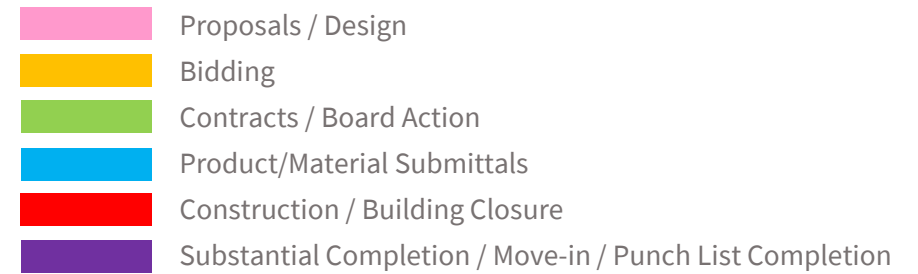 Proposals / Design
Bidding
Contracts / Board Action
Product/Material Submittals
Construction / Building Closure
Substantial Completion / Move-in / Punch List Completion